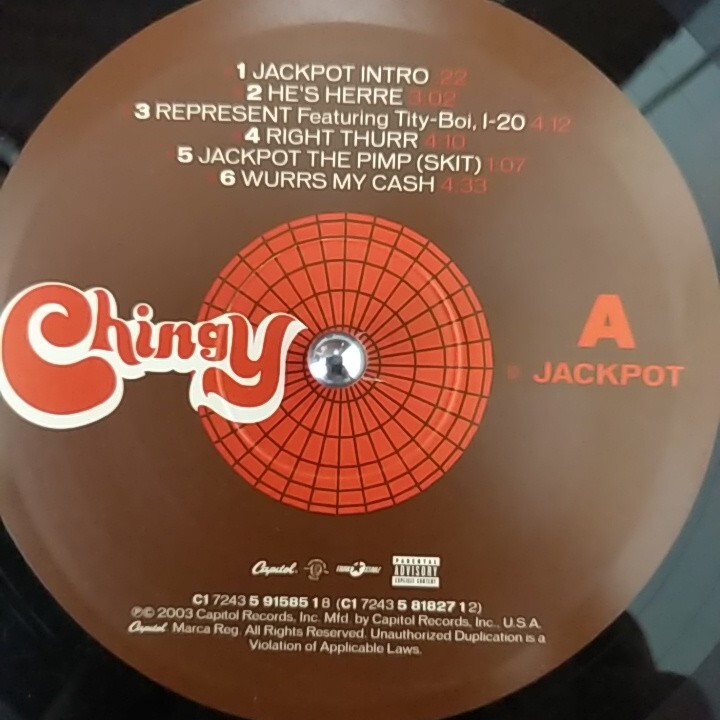 1 JACKPOT INTRO 22
2 HE'S HERRE 3:02
3 REPRESENT Featuring Tity-Boi, I-20 4:12
4 RIGHT THURR 4:10
5 JACKPOT THE PIMP (SKIT) 1:07
6 WURRS MY CASH 4:33
Chingy
A
JACKPOT
Capitol
PARENTAL
ADVISORY
EXPLICIT CONTENT
C1 7243 5 91585 1 8 (C1 7243 5 81827 1 2)
℗© 2003 Capitol Records, Inc. Mfd. by Capitol Records, Inc., U.S.A.
Capitol Marca Reg. All Rights Reserved. Unauthorized Duplication is a
Violation of Applicable Laws.